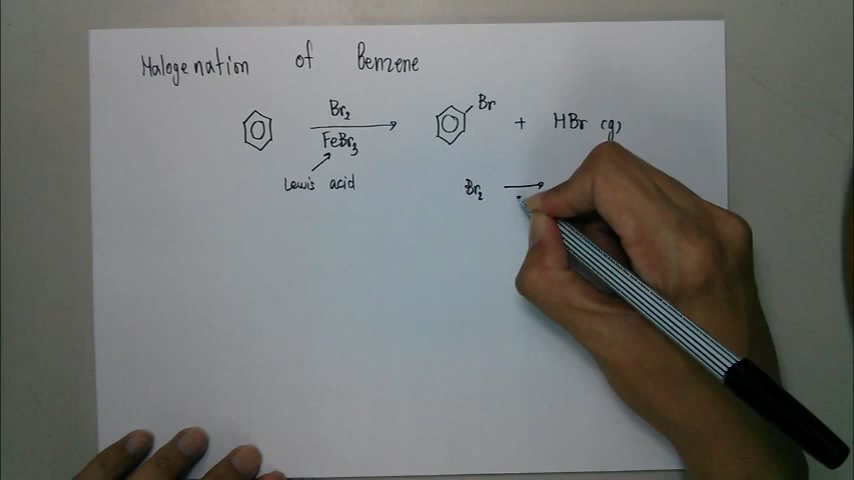 Halogenation of Benzene
Br₂
Br
FeBr₃
+ HBr (g)
Lewis acid
Br₂